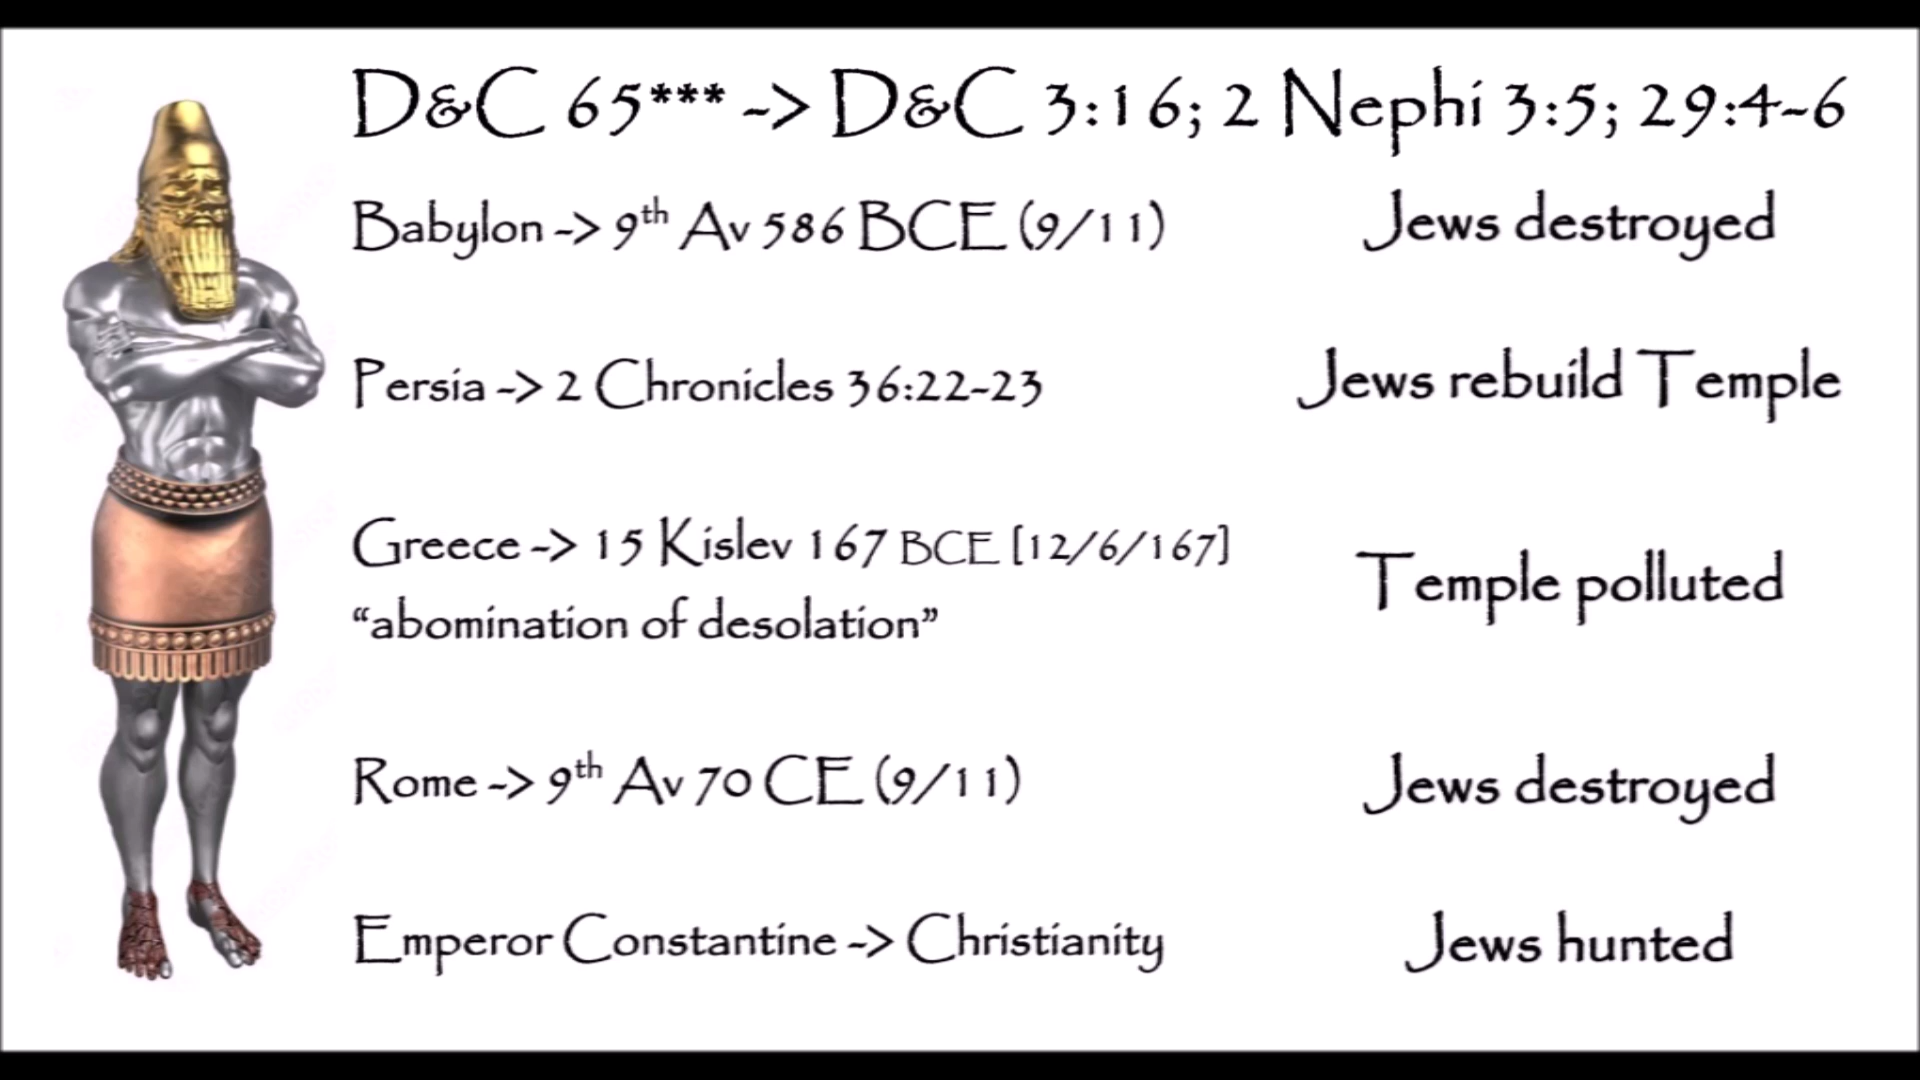 D&C 65*** -> D&C 3:16; 2 Nephi 3:5; 29:4-6
Babylon -> 9th Av 586 BCE (9/11) Jews destroyed
Persia -> 2 Chronicles 36:22-23 Jews rebuild Temple
Greece -> 15 Kislev 167 BCE [12/6/167]
"abomination of desolation" Temple polluted
Rome -> 9th Av 70 CE (9/11) Jews destroyed
Emperor Constantine -> Christianity Jews hunted